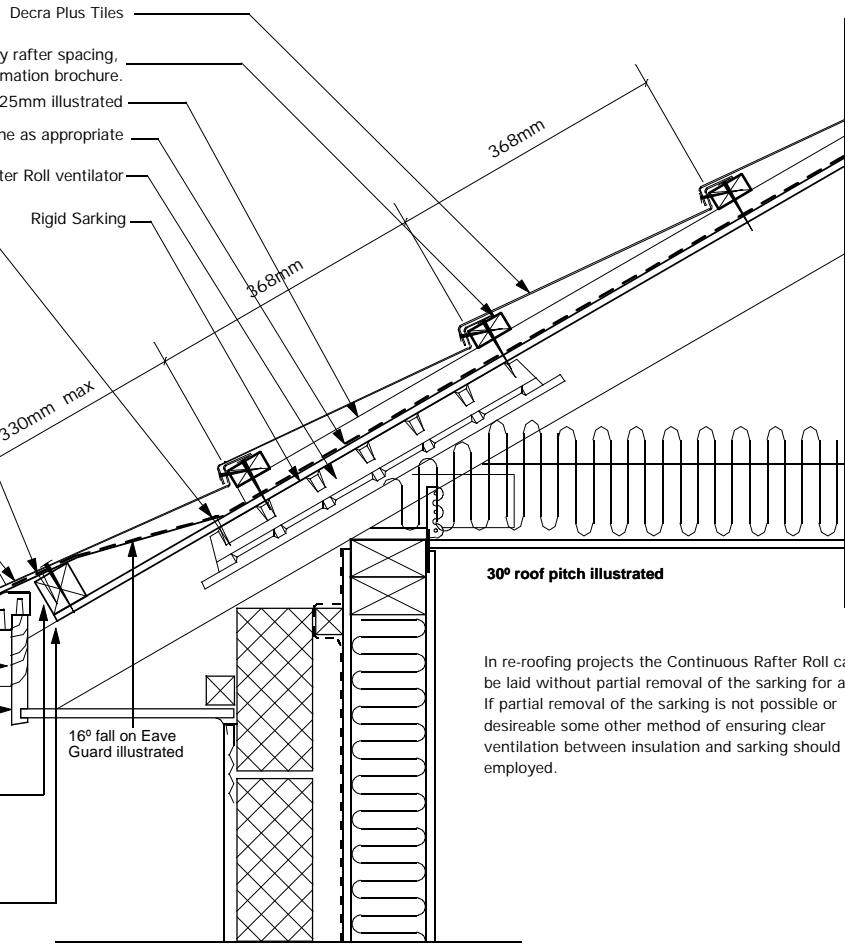 Decra Plus Tiles
y rafter spacing,
mation brochure.
25mm illustrated
ne as appropriate
ter Roll ventilator
Rigid Sarking
368mm
368mm
330mm max
30º roof pitch illustrated
In re-roofing projects the Continuous Rafter Roll ca
be laid without partial removal of the sarking for a
If partial removal of the sarking is not possible or
desireable some other method of ensuring clear
ventilation between insulation and sarking should
employed.
16º fall on Eave
Guard illustrated